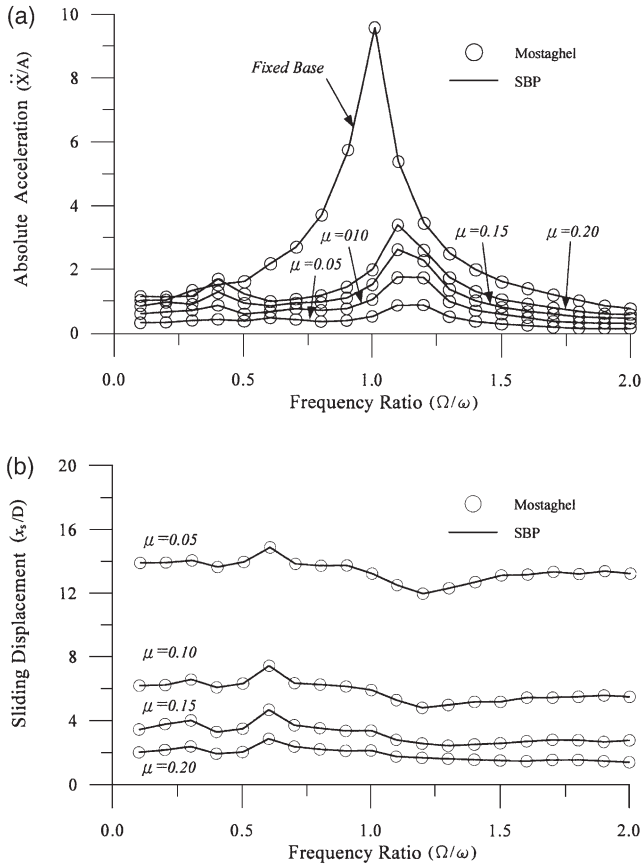 (a)
10
8
6
4
2
0
Absolute Acceleration (Ẍ/A)
Fixed Base
Mostaghel
SBP
μ=010
μ=0.05
μ=0.15
μ=0.20
0.0 0.5 1.0 1.5 2.0
Frequency Ratio (Ω/ω)
(b)
20
16
12
8
4
0
Sliding Displacement (xs/D)
Mostaghel
SBP
μ=0.05
μ=0.10
μ=0.15
μ=0.20
0.0 0.5 1.0 1.5 2.0
Frequency Ratio (Ω/ω)